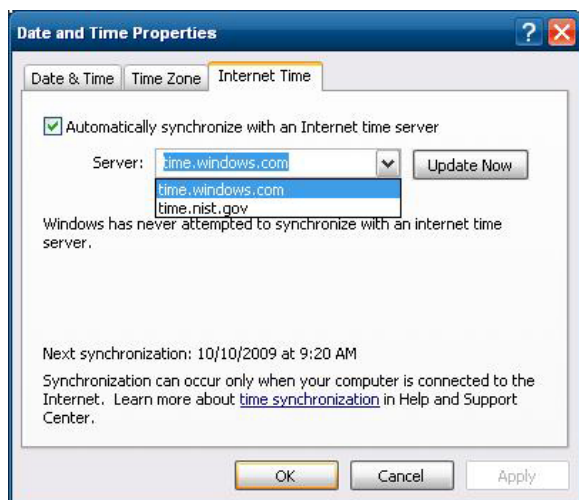 Date and Time Properties
Date & Time Time Zone Internet Time
Automatically synchronize with an Internet time server
Server: time.windows.com Update Now
time.windows.com
time.nist.gov
Windows has never attempted to synchronize with an internet time
server.
Next synchronization: 10/10/2009 at 9:20 AM
Synchronization can occur only when your computer is connected to the
Internet. Learn more about time synchronization in Help and Support
Center.
OK Cancel Apply